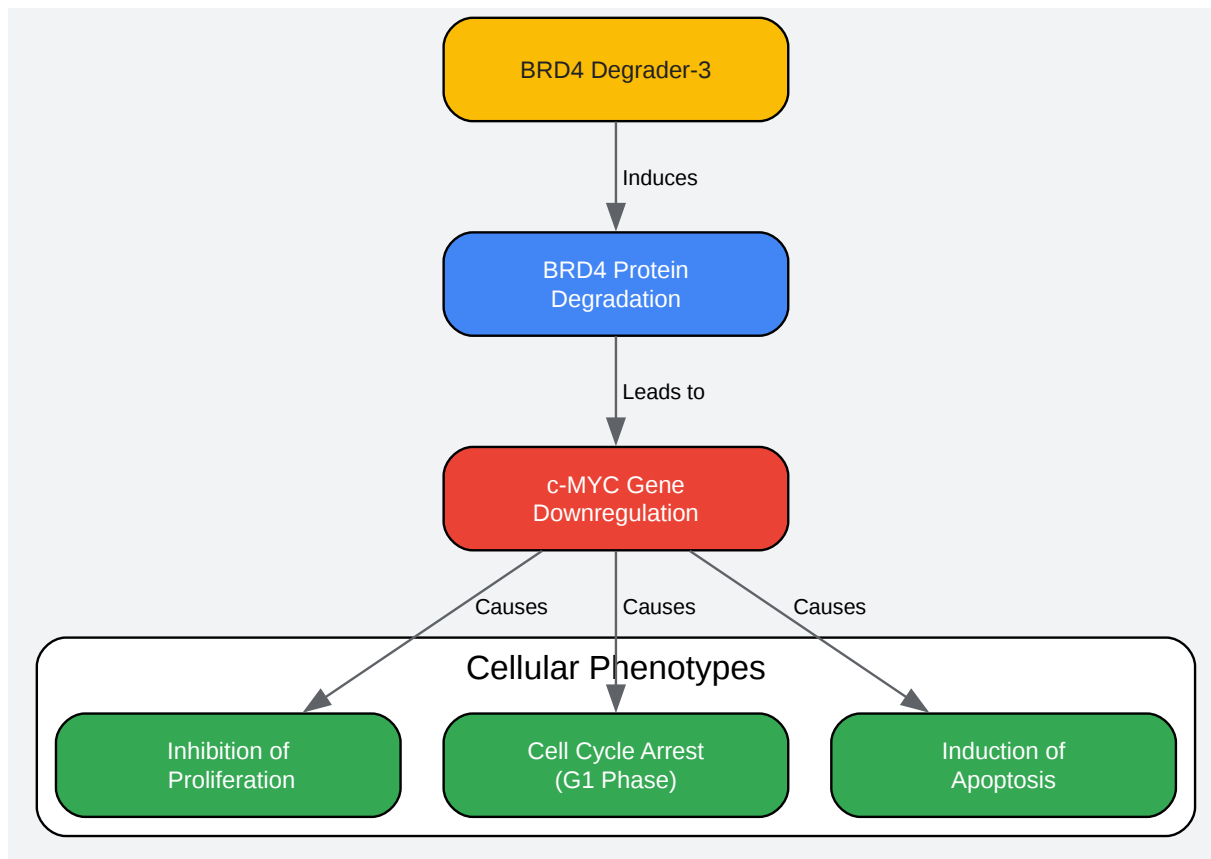 BRD4 Degrader-3
Induces
BRD4 Protein
Degradation
Leads to
c-MYC Gene
Downregulation
Causes
Causes
Causes
Cellular Phenotypes
Inhibition of
Proliferation
Cell Cycle Arrest
(G1 Phase)
Induction of
Apoptosis